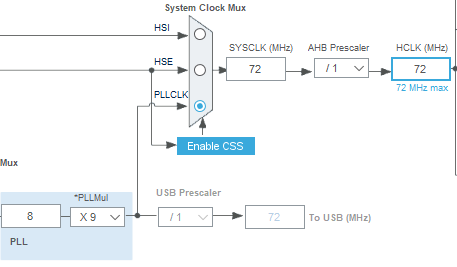 System Clock Mux
HSI
HSE
SYSCLK (MHz)
AHB Prescaler
HCLK (MHz)
72
/ 1
72
PLLCLK
72 MHz max
Enable CSS
Mux
*PLLMul
USB Prescaler
8
X 9
/ 1
72
To USB (MHz)
PLL